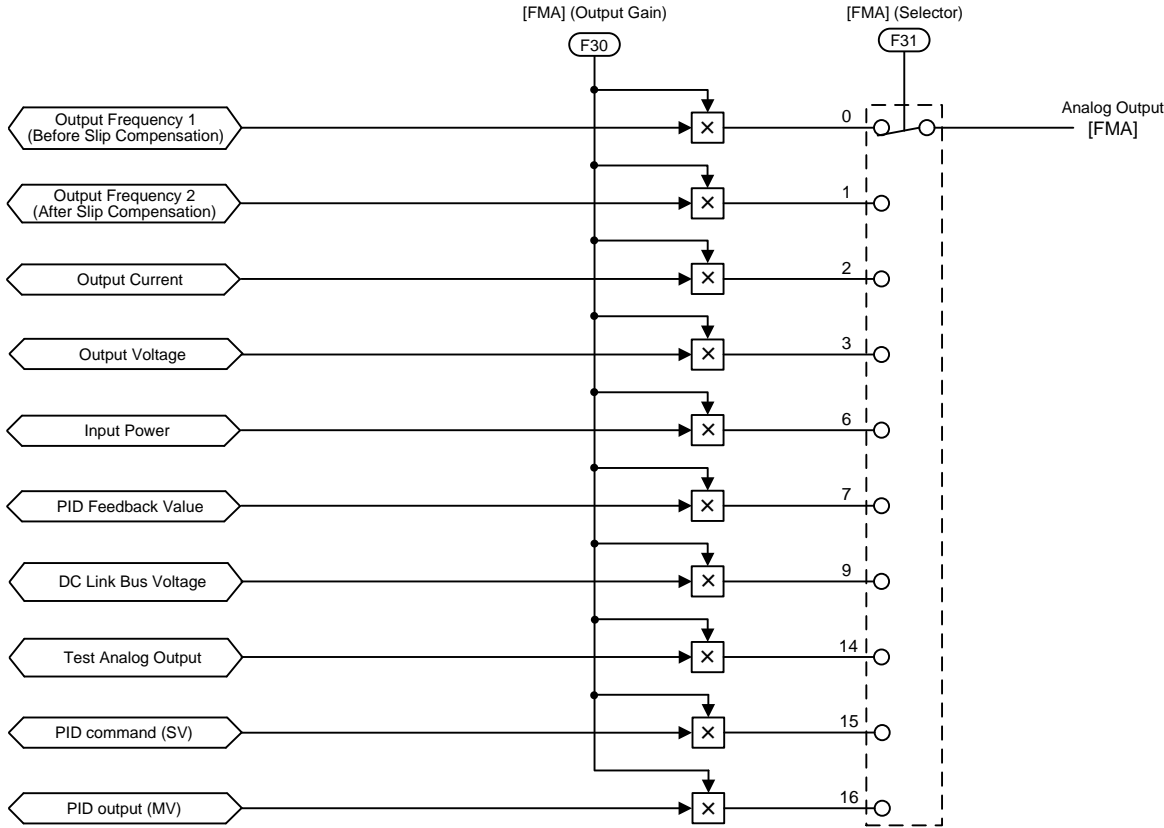 [FMA] (Output Gain)
[FMA] (Selector)
F30
F31
Output Frequency 1
(Before Slip Compensation)
×
0
Analog Output
[FMA]
Output Frequency 2
(After Slip Compensation)
×
1
Output Current
×
2
Output Voltage
×
3
Input Power
×
6
PID Feedback Value
×
7
DC Link Bus Voltage
×
9
Test Analog Output
×
14
PID command (SV)
×
15
PID output (MV)
×
16